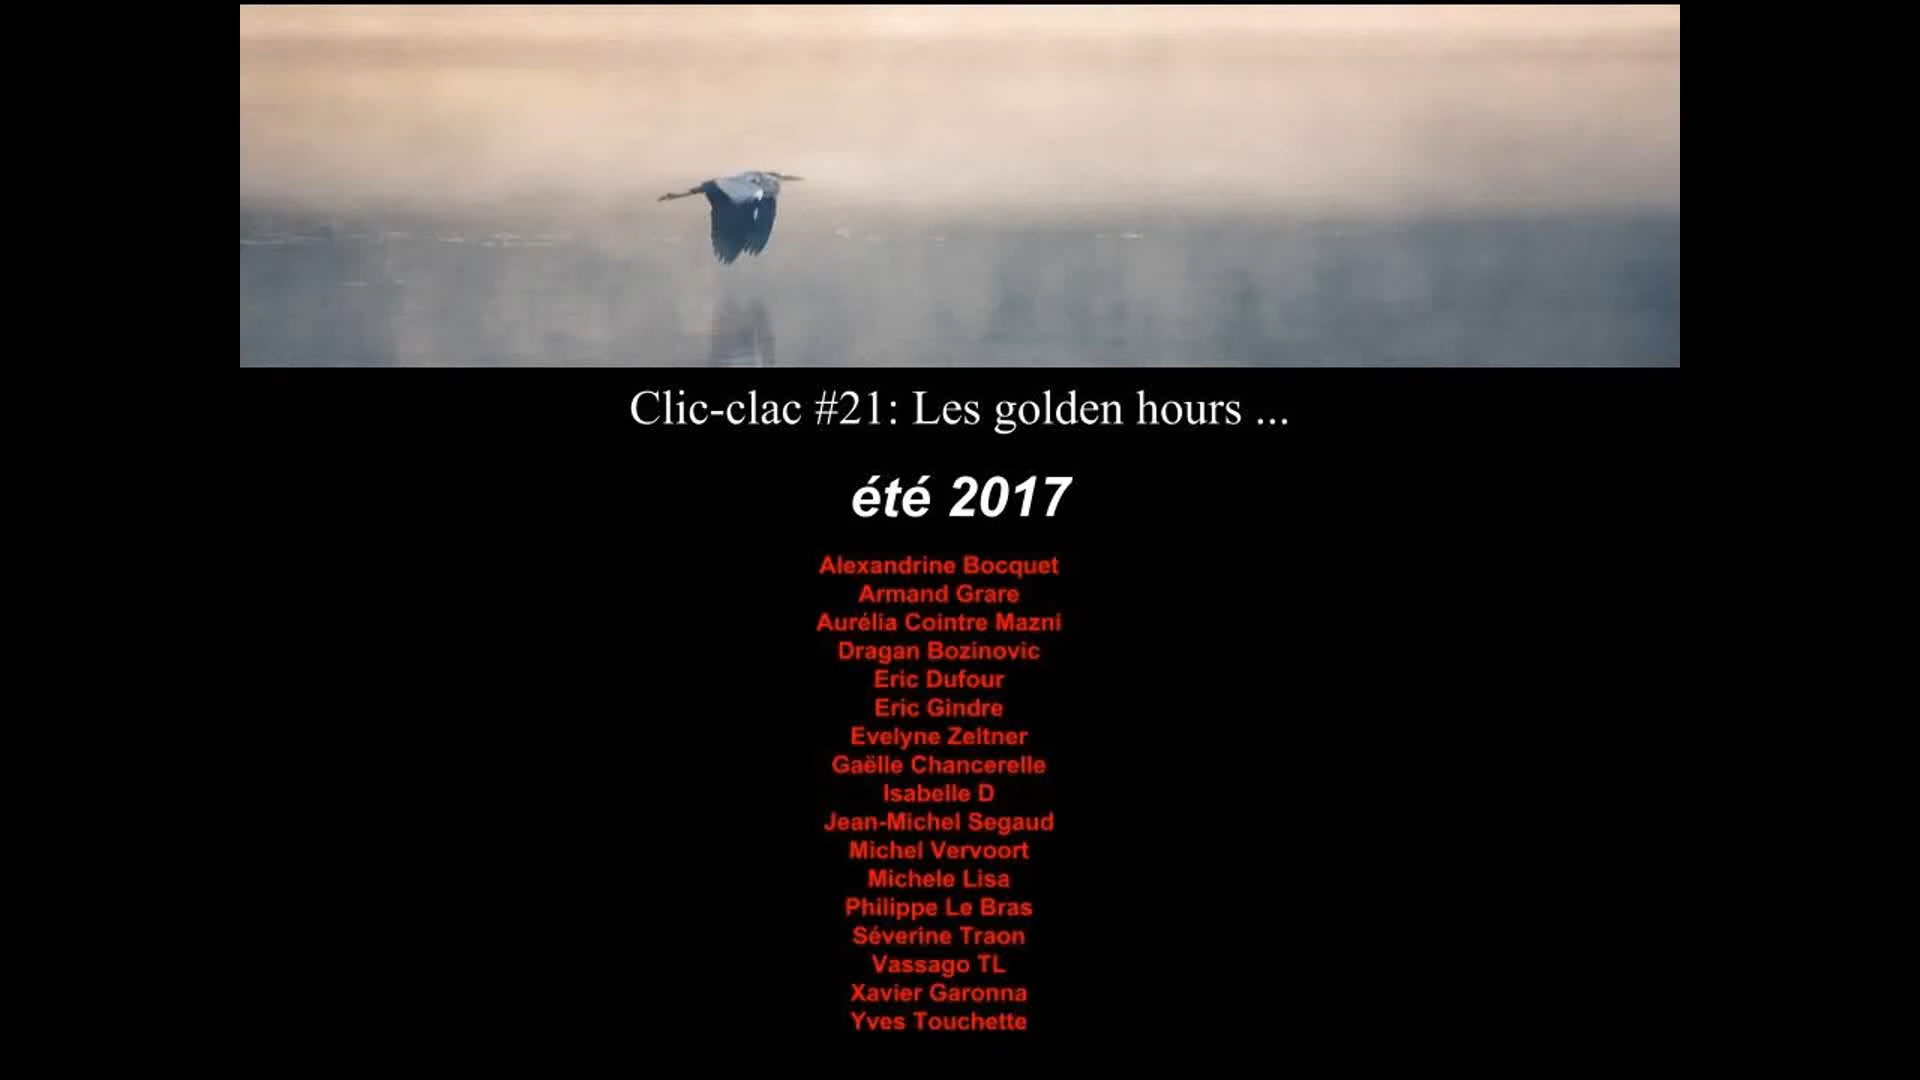 Clic-clac #21: Les golden hours ...
été 2017
Alexandrine Bocquet
Armand Grare
Aurélia Cointre Mazni
Dragan Bozinovic
Eric Dufour
Eric Gindre
Evelyne Zeltner
Gaëlle Chancerelle
Isabelle D
Jean-Michel Segaud
Michel Vervoort
Michele Lisa
Philippe Le Bras
Séverine Traon
Vassago TL
Xavier Garonna
Yves Touchette